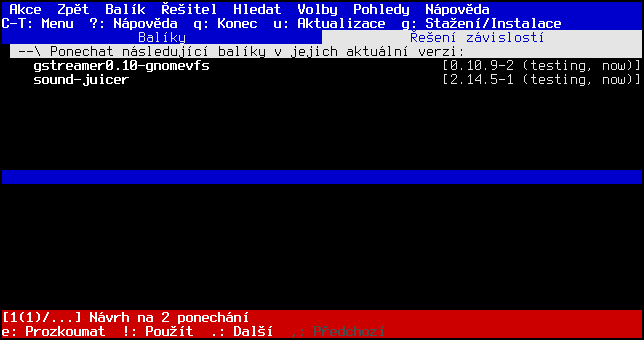 Akce  Zpět  Balík  Řešitel  Hledat  Volby  Pohledy  Nápověda
C-T: Menu  ?: Nápověda  q: Konec  u: Aktualizace  g: Stažení/Instalace
Balíky  Řešení závislostí
--\ Ponechat následující balíky v jejich aktuální verzi:
gstreamer0.10-gnomevfs  [0.10.9-2 (testing, now)]
sound-juicer  [2.14.5-1 (testing, now)]
[1(1)/...] Návrh na 2 ponechání
e: Prozkoumat  !: Použít  .: Další  ,: Předchozí